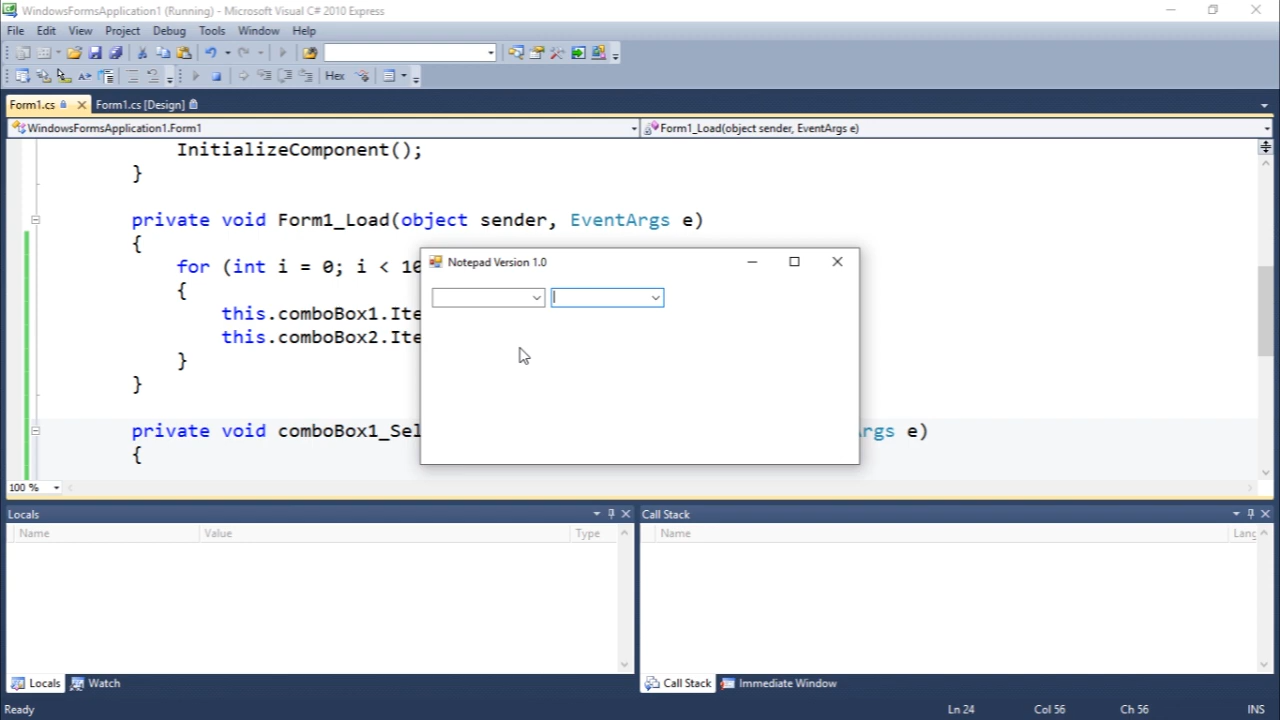 WindowsFormsApplication1 (Running) - Microsoft Visual C# 2010 Express
File Edit View Project Debug Tools Window Help
Hex
Form1.cs Form1.cs [Design]
WindowsFormsApplication1.Form1 Form1_Load(object sender, EventArgs e)
InitializeComponent();
}
private void Form1_Load(object sender, EventArgs e)
{
Notepad Version 1.0
for (int i = 0; i < 10
{
this.comboBox1.Ite
this.comboBox2.Ite
}
}
private void comboBox1_Sel Args e)
{
100 %
Locals
Name Value Type
Call Stack
Name Lang
Locals Watch
Call Stack Immediate Window
Ready Ln 24 Col 56 Ch 56 INS